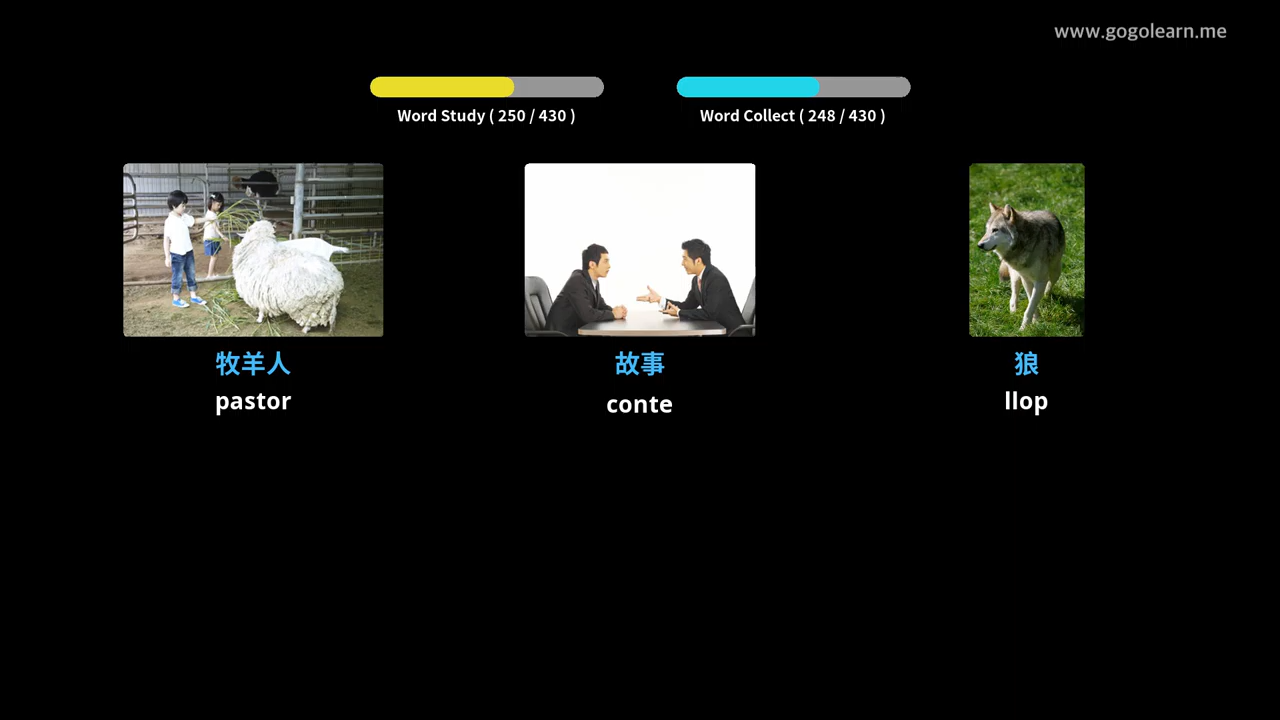 www.gogolearn.me
Word Study ( 250 / 430 )
Word Collect ( 248 / 430 )
牧羊人
pastor
故事
conte
狼
llop